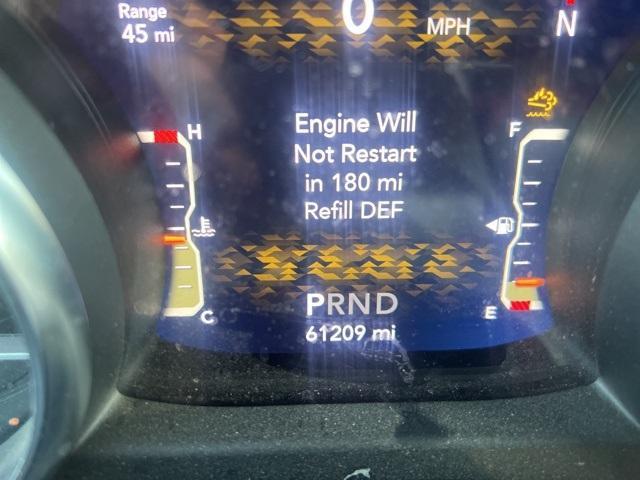 Range
45 mi
0
MPH
N
H
F
Engine Will
Not Restart
in 180 mi
Refill DEF
C
E
PRND
61209 mi